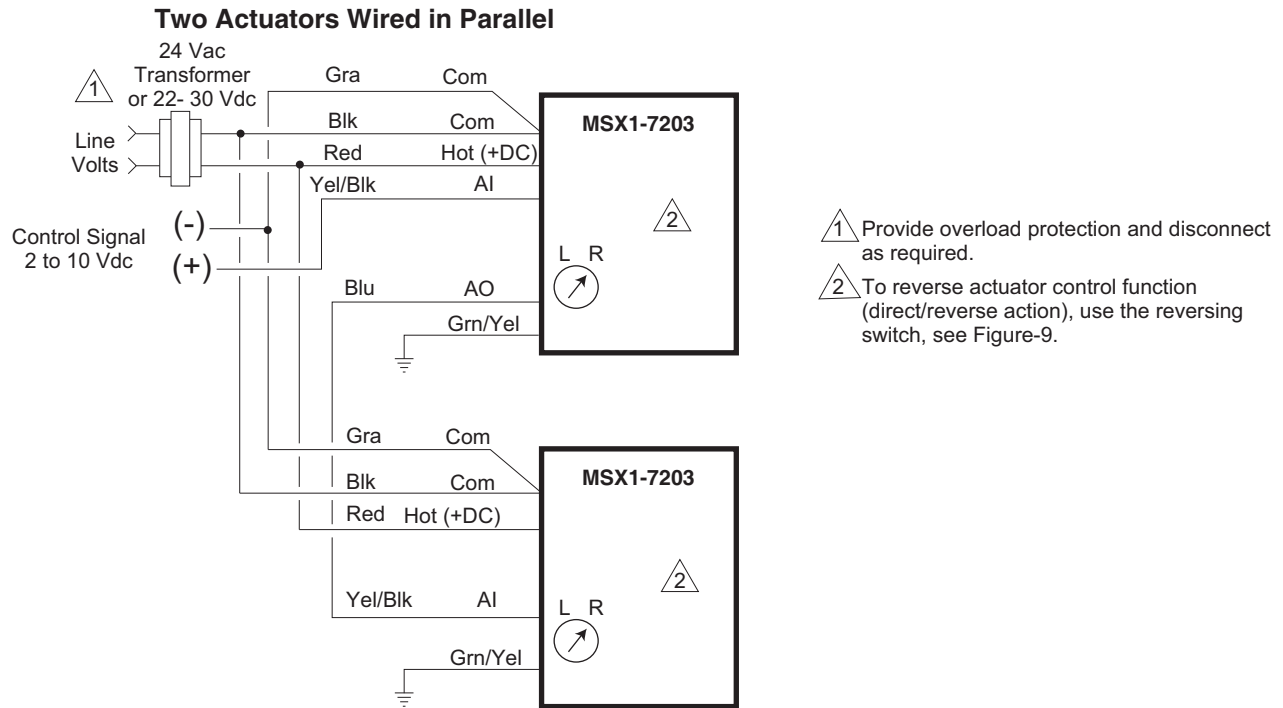 Two Actuators Wired in Parallel
24 Vac
Transformer
or 22- 30 Vdc
1
Line
Volts
Gra Com
Blk Com
Red Hot (+DC)
Yel/Blk AI
Control Signal
2 to 10 Vdc
(-)
(+)
MSX1-7203
2
L R
Blu AO
Grn/Yel
Gra Com
Blk Com
Red Hot (+DC)
Yel/Blk AI
Grn/Yel
MSX1-7203
2
L R
1 Provide overload protection and disconnect
as required.
2 To reverse actuator control function
(direct/reverse action), use the reversing
switch, see Figure-9.